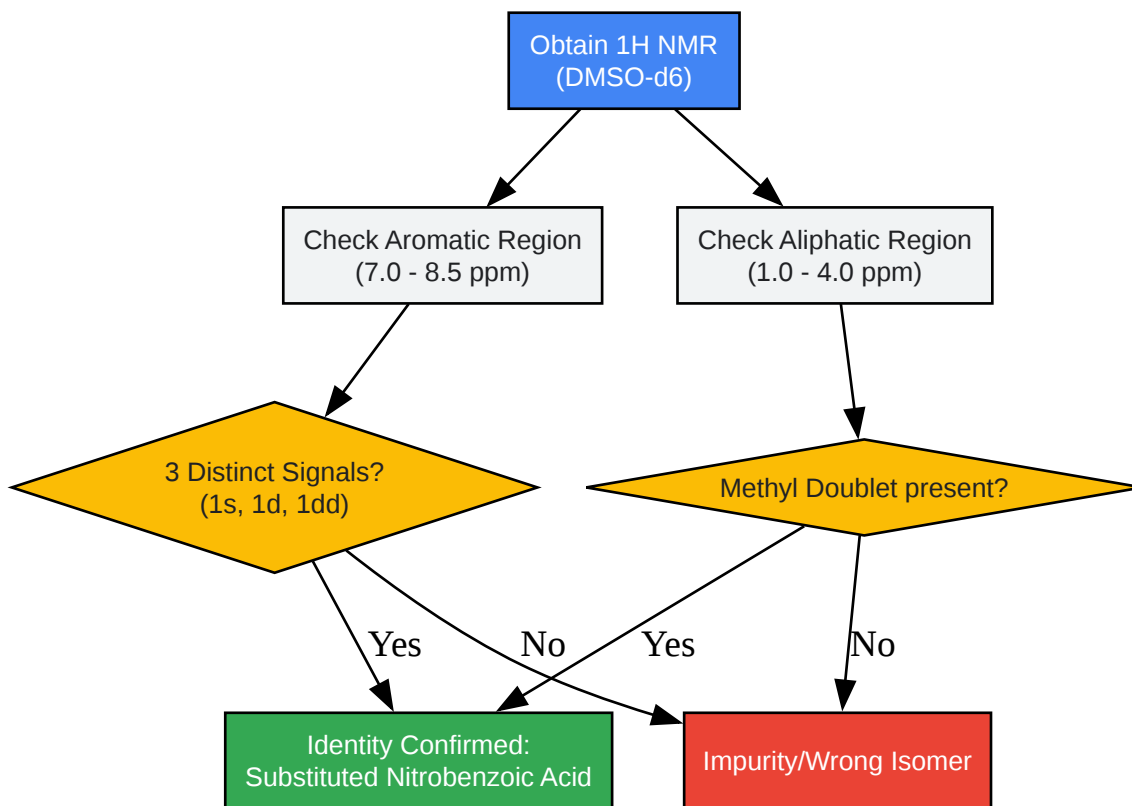 Obtain 1H NMR
(DMSO-d6)
Check Aromatic Region
(7.0 - 8.5 ppm)
Check Aliphatic Region
(1.0 - 4.0 ppm)
3 Distinct Signals?
(1s, 1d, 1dd)
Methyl Doublet present?
Yes
No
Yes
No
Identity Confirmed:
Substituted Nitrobenzoic Acid
Impurity/Wrong Isomer